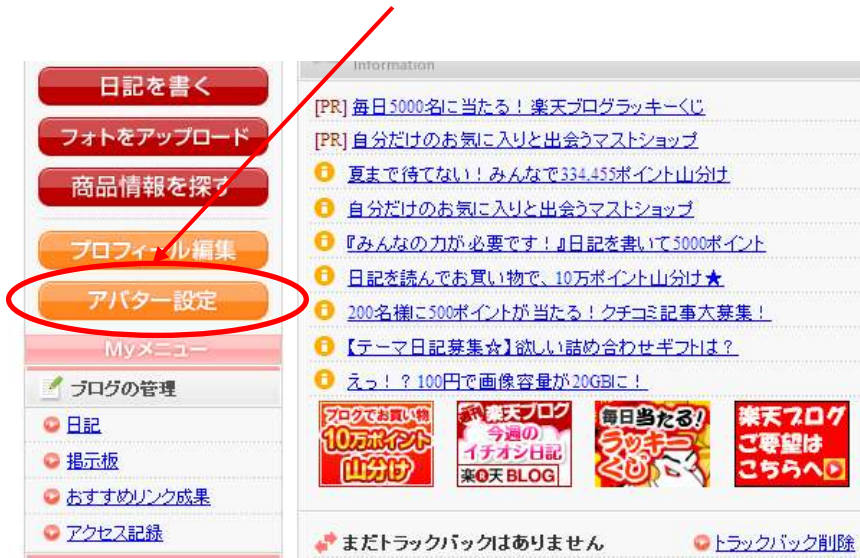 日記を書く
フォトをアップロード
商品情報を探す
プロフィール編集
アバター設定
Myメニュー
ブログの管理
日記
掲示板
おすすめリンク成果
アクセス記録
Information
[PR] 毎日5000名に当たる！楽天ブログラッキーくじ
[PR] 自分だけのお気に入りと出会うマストショップ
夏まで待てない！みんなで334,455ポイント山分け
自分だけのお気に入りと出会うマストショップ
『みんなの力が必要です！』日記を書いて5000ポイント
日記を読んでお買い物で、10万ポイント山分け★
200名様に500ポイントが当たる！クチコミ記事大募集！
【テーマ日記募集☆】欲しい詰め合わせギフトは？
えっ！？100円で画像容量が20GBに！
ブログでお買い物
10万ポイント
山分け
週刊 楽天ブログ
今週の
イチオシ日記
楽天 BLOG
毎日当たる!
ラッキー
くじ
楽天ブログ
ご要望は
こちらへ
まだトラックバックはありません
トラックバック削除